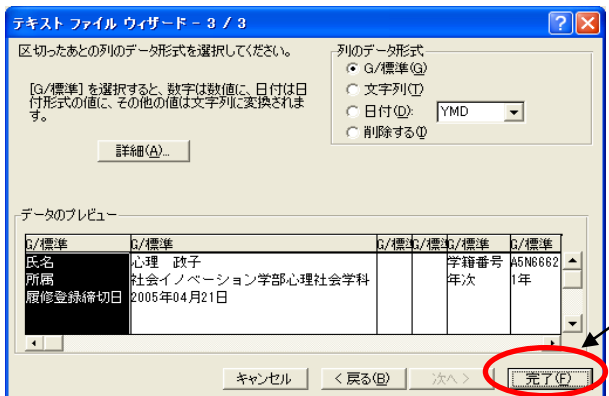 テキスト ファイル ウィザード - 3 / 3
区切ったあとの列のデータ形式を選択してください。
[G/標準] を選択すると、数字は数値に、日付は日
付形式の値に、その他の値は文字列に変換されま
す。
詳細(A)...
列のデータ形式
G/標準(G)
文字列(T)
日付(D): YMD
削除する(I)
データのプレビュー
G/標準 G/標準 G/標準 G/標準 G/標準 G/標準
氏名 心理 政子 学籍番号 A5N6662
所属 社会イノベーション学部心理社会学科 年次 1年
履修登録締切日 2005年04月21日
キャンセル < 戻る(B) 次へ > 完了(F)